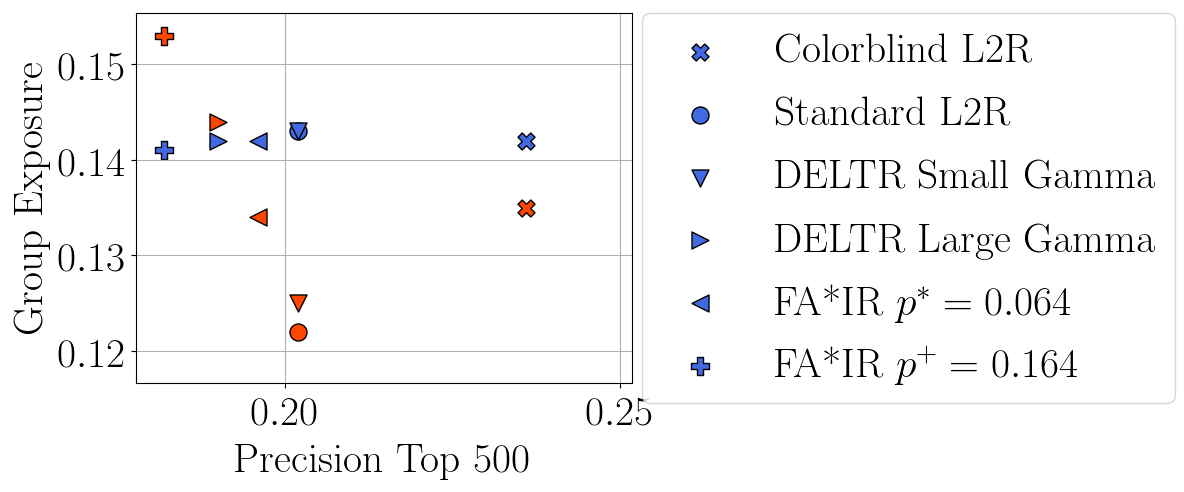 Group Exposure
0.15
0.14
0.13
0.12
0.20
0.25
Precision Top 500
Colorblind L2R
Standard L2R
DELTR Small Gamma
DELTR Large Gamma
FA*IR p* = 0.064
FA*IR p⁺ = 0.164